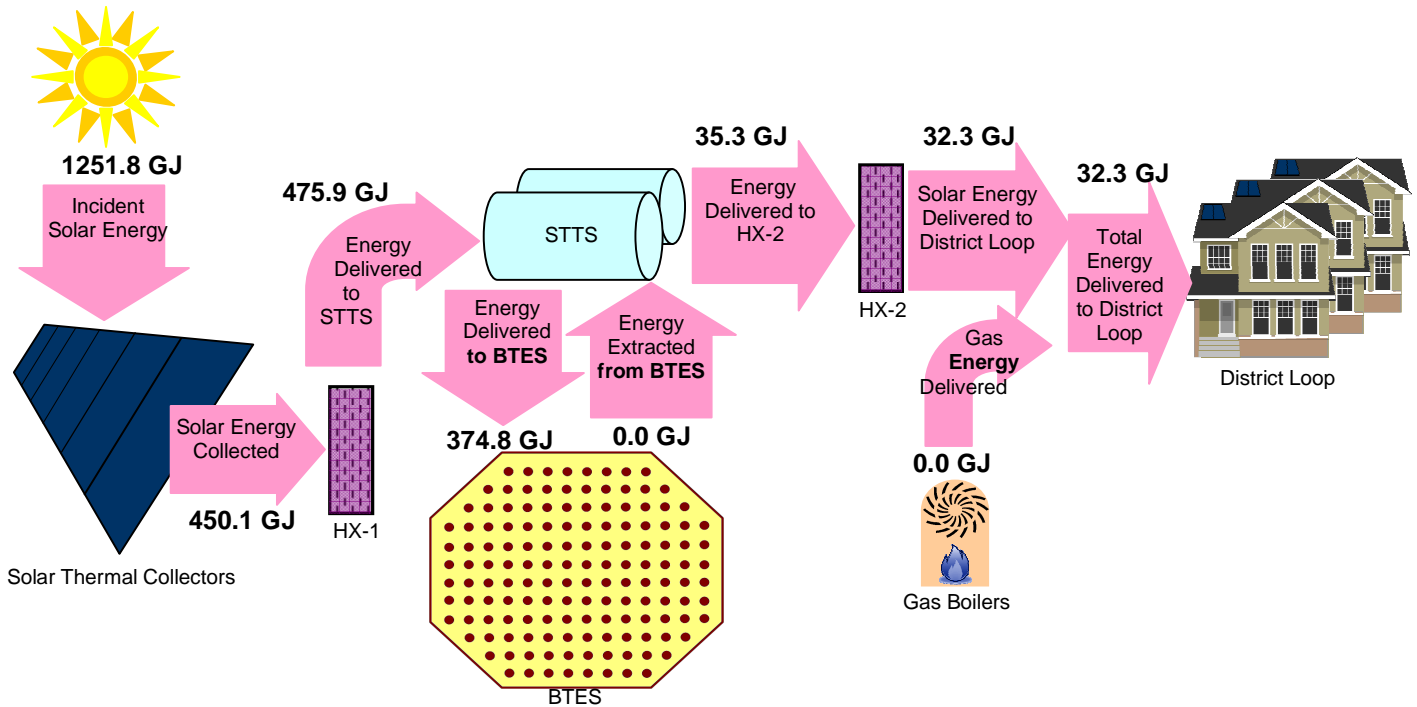 1251.8 GJ
Incident
Solar Energy
Solar Thermal Collectors
Solar Energy
Collected
450.1 GJ
HX-1
475.9 GJ
Energy
Delivered
to
STTS
STTS
Energy
Delivered
to BTES
374.8 GJ
Energy
Extracted
from BTES
0.0 GJ
BTES
35.3 GJ
Energy
Delivered to
HX-2
HX-2
32.3 GJ
Solar Energy
Delivered to
District Loop
Gas
Energy
Delivered
0.0 GJ
Gas Boilers
32.3 GJ
Total
Energy
Delivered
to District
Loop
District Loop